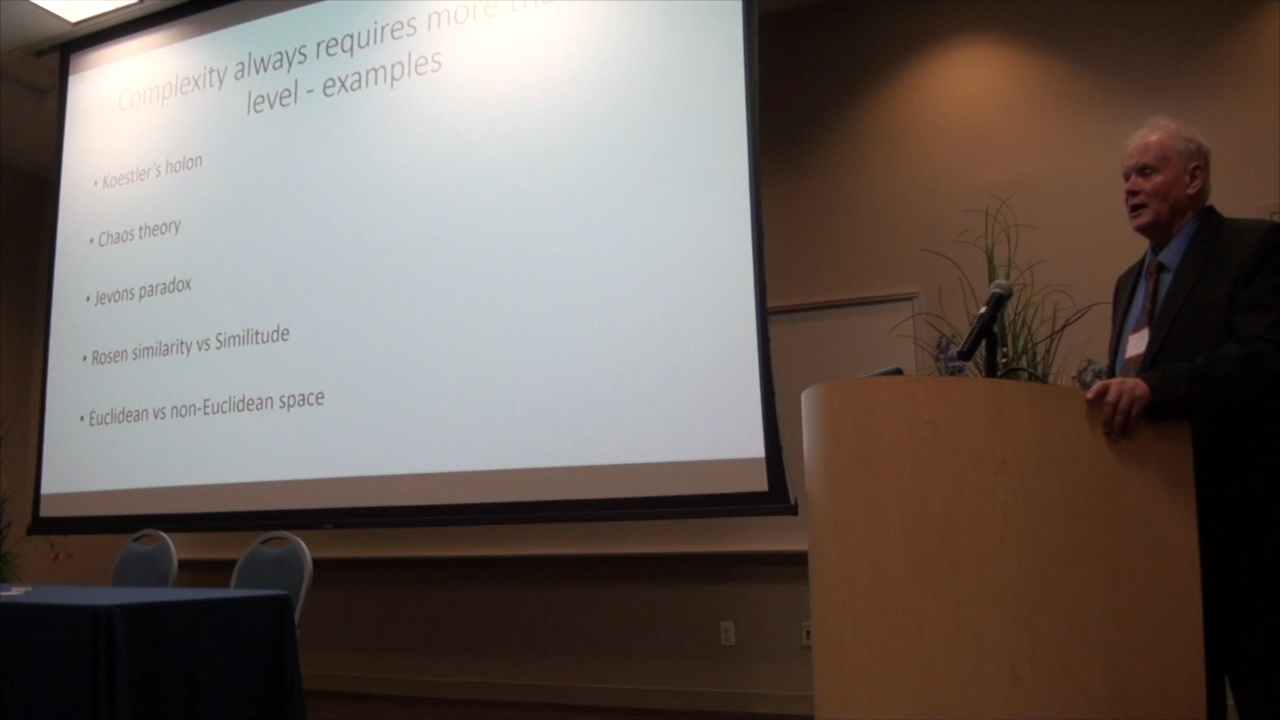 Complexity always requires more
level - examples
• Koestler's holon
• Chaos theory
• Jevons paradox
• Rosen similarity vs Similitude
• Euclidean vs non-Euclidean space